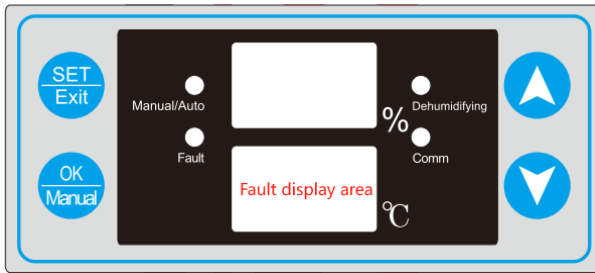 SET
Exit
Manual/Auto
Dehumidifying
%
Fault
Comm
OK
Manual
Fault display area
℃